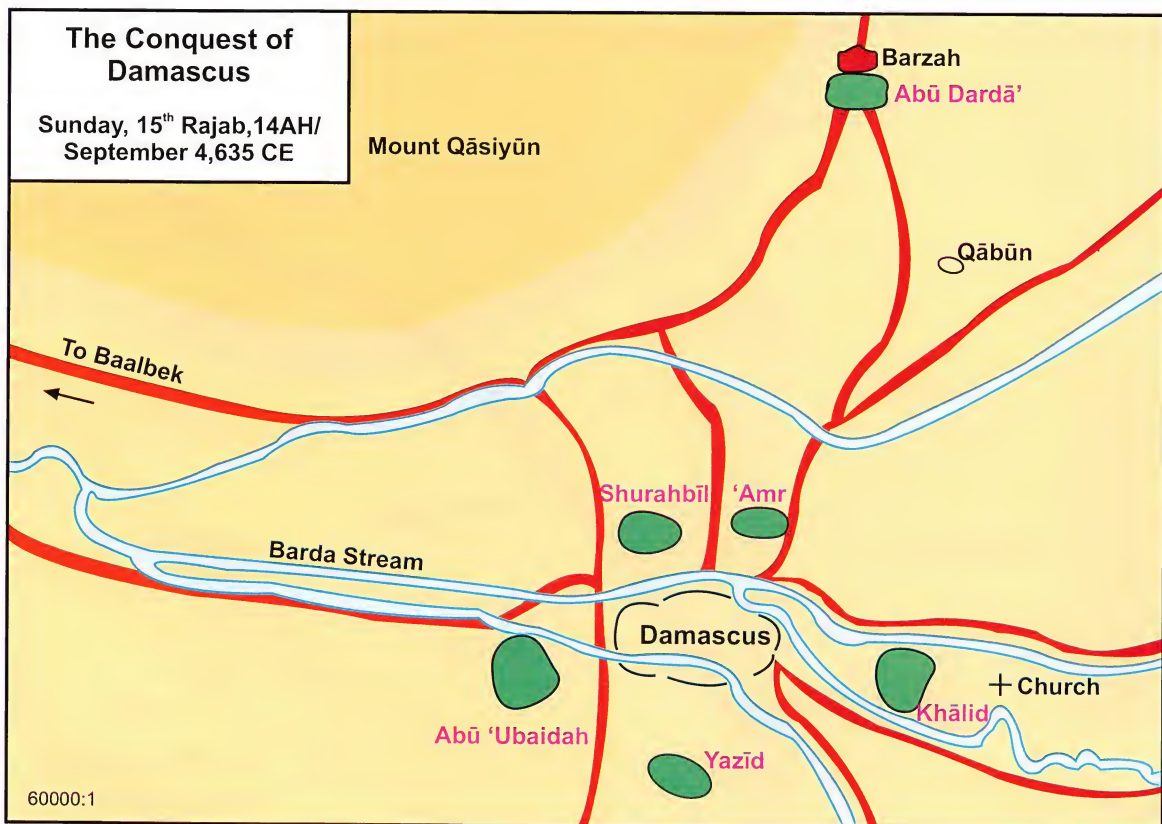 The Conquest of
Damascus
Sunday, 15th Rajab,14AH/
September 4,635 CE
Mount Qāsiyūn
Barzah
Abū Dardā’
Qābūn
To Baalbek
Shurahbīl
‘Amr
Barda Stream
Damascus
Church
Khālid
Abū ‘Ubaidah
Yazīd
60000:1